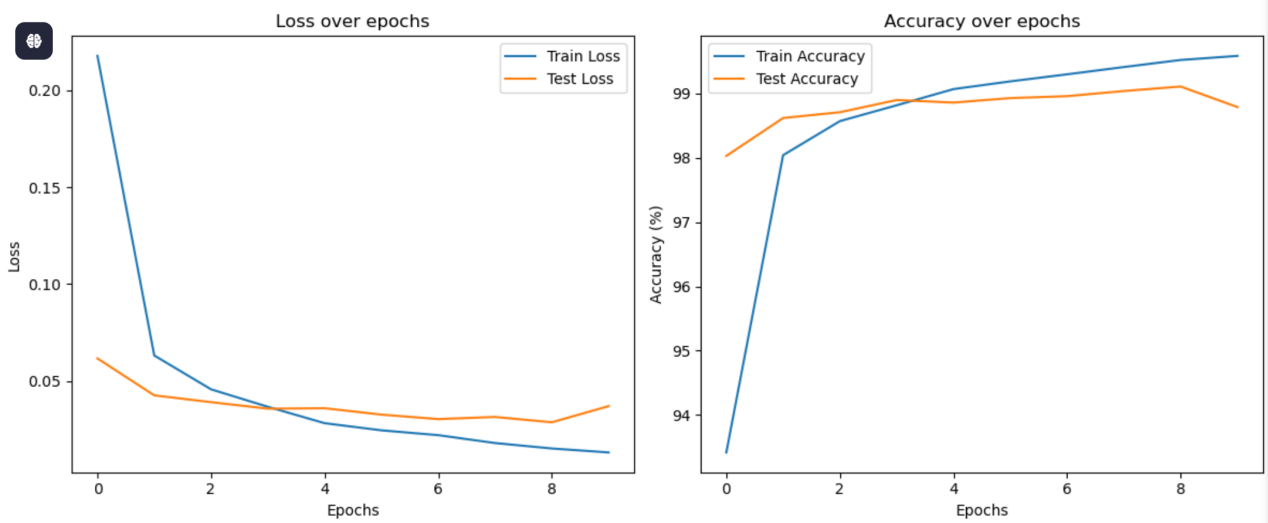 Loss over epochs
Train Loss
Test Loss
0.20
0.15
0.10
0.05
Loss
0 2 4 6 8
Epochs
Accuracy over epochs
Train Accuracy
Test Accuracy
99
98
97
96
95
94
Accuracy (%)
0 2 4 6 8
Epochs